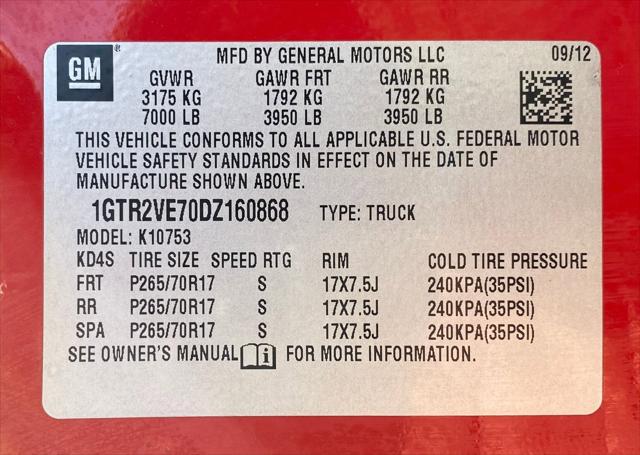 GM
MFD BY GENERAL MOTORS LLC 09/12
GVWR GAWR FRT GAWR RR
3175 KG 1792 KG 1792 KG
7000 LB 3950 LB 3950 LB
THIS VEHICLE CONFORMS TO ALL APPLICABLE U.S. FEDERAL MOTOR
VEHICLE SAFETY STANDARDS IN EFFECT ON THE DATE OF
MANUFACTURE SHOWN ABOVE.
1GTR2VE70DZ160868 TYPE: TRUCK
MODEL: K10753
KD4S TIRE SIZE SPEED RTG RIM COLD TIRE PRESSURE
FRT P265/70R17 S 17X7.5J 240KPA(35PSI)
RR P265/70R17 S 17X7.5J 240KPA(35PSI)
SPA P265/70R17 S 17X7.5J 240KPA(35PSI)
SEE OWNER'S MANUAL i FOR MORE INFORMATION.